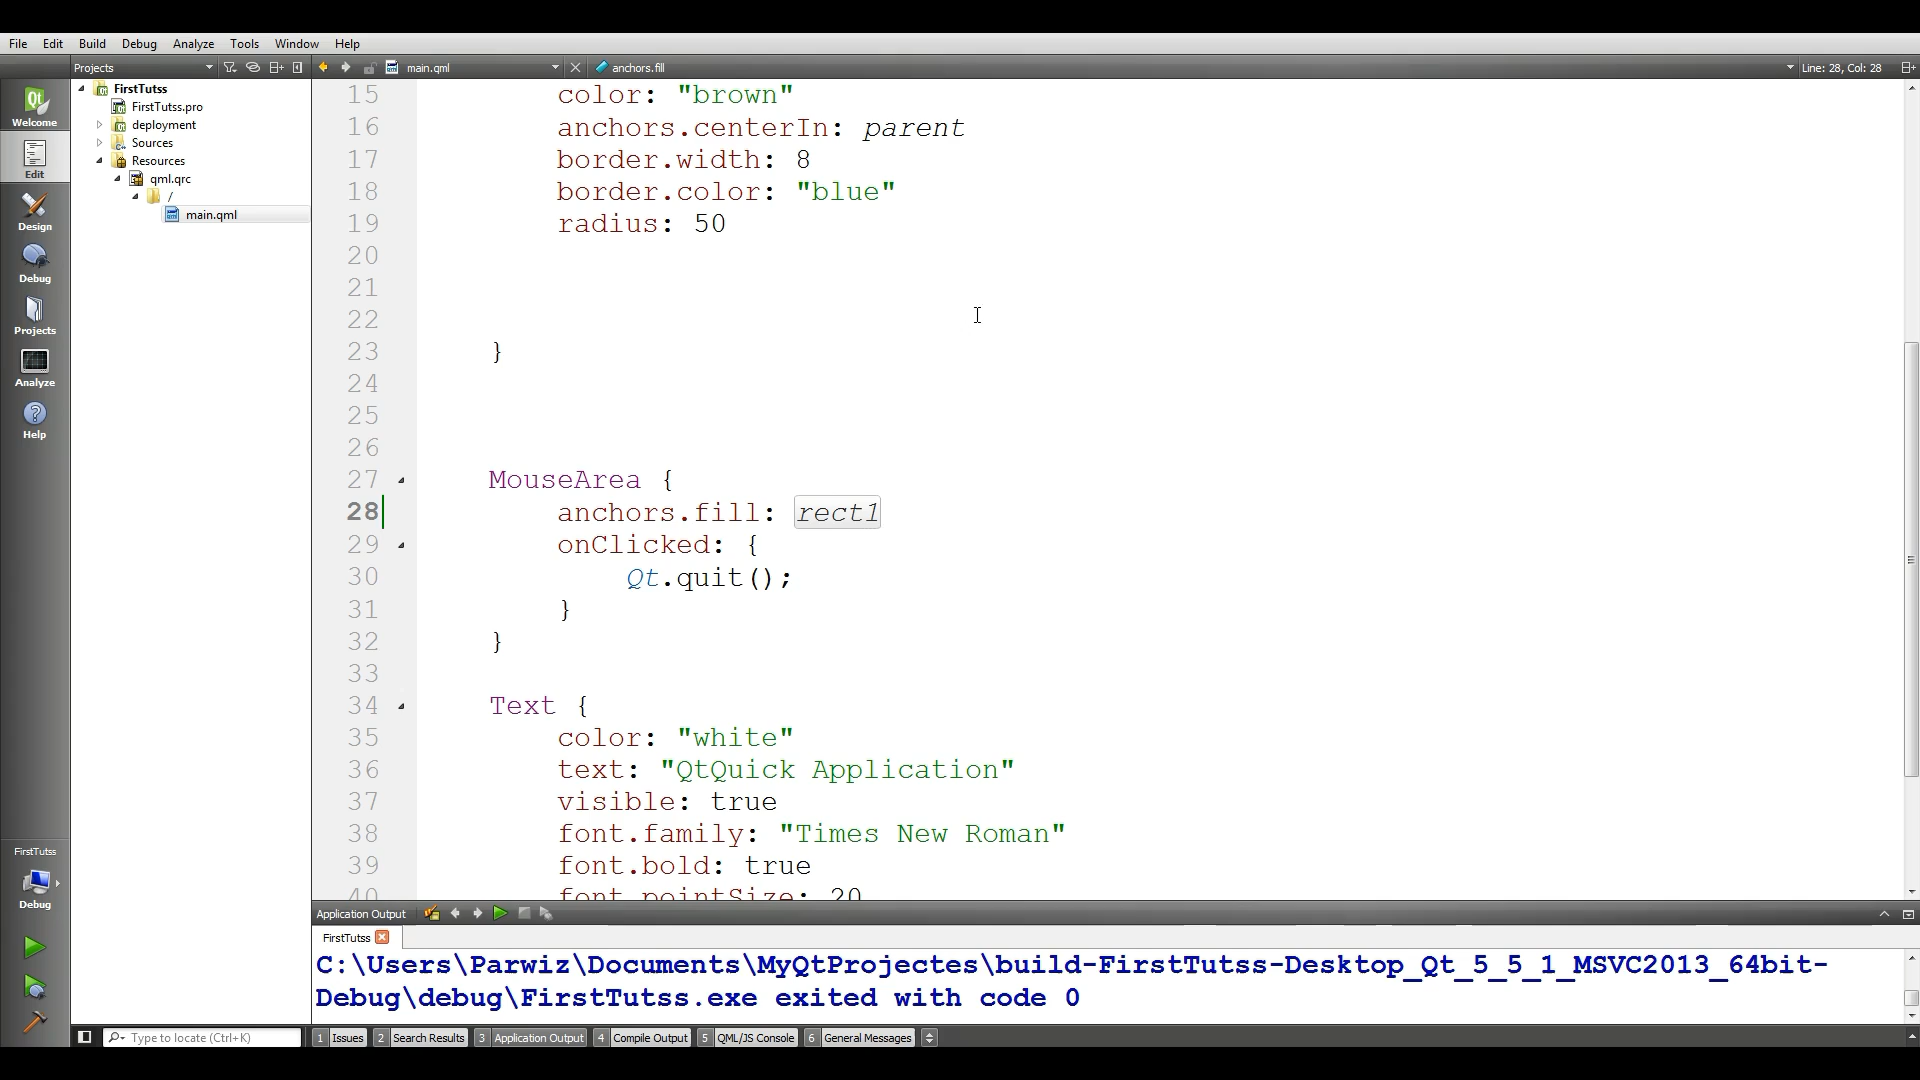 File Edit Build Debug Analyze Tools Window Help
Projects main.qml anchors.fill Line: 28, Col: 28
Qt
Welcome
Edit
Design
Debug
Projects
Analyze
Help
FirstTutss
Debug
FirstTutss
FirstTutss.pro
deployment
Sources
Resources
qml.qrc
/
main.qml
15 color: "brown"
16 anchors.centerIn: parent
17 border.width: 8
18 border.color: "blue"
19 radius: 50
20
21
22
23 }
24
25
26
27 MouseArea {
28 anchors.fill: rect1
29 onClicked: {
30 Qt.quit();
31 }
32 }
33
34 Text {
35 color: "white"
36 text: "QtQuick Application"
37 visible: true
38 font.family: "Times New Roman"
39 font.bold: true
40 font.pointSize: 20
Application Output
FirstTutss
C:\Users\Parwiz\Documents\MyQtProjectes\build-FirstTutss-Desktop_Qt_5_5_1_MSVC2013_64bit-
Debug\debug\FirstTutss.exe exited with code 0
Type to locate (Ctrl+K) 1 Issues 2 Search Results 3 Application Output 4 Compile Output 5 QML/JS Console 6 General Messages